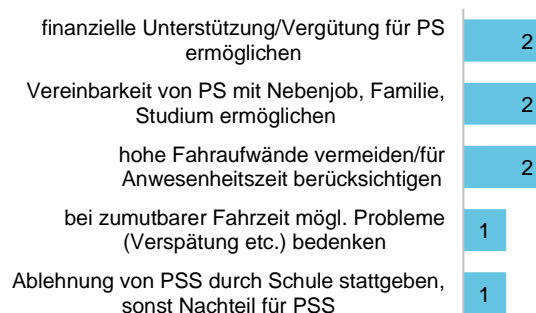 finanzielle Unterstützung/Vergütung für PS
ermöglichen
2
Vereinbarkeit von PS mit Nebenjob, Familie,
Studium ermöglichen
2
hohe Fahraufwände vermeiden/für
Anwesenheitszeit berücksichtigen
2
bei zumutbarer Fahrzeit mögl. Probleme
(Verspätung etc.) bedenken
1
Ablehnung von PSS durch Schule stattgeben,
sonst Nachteil für PSS
1